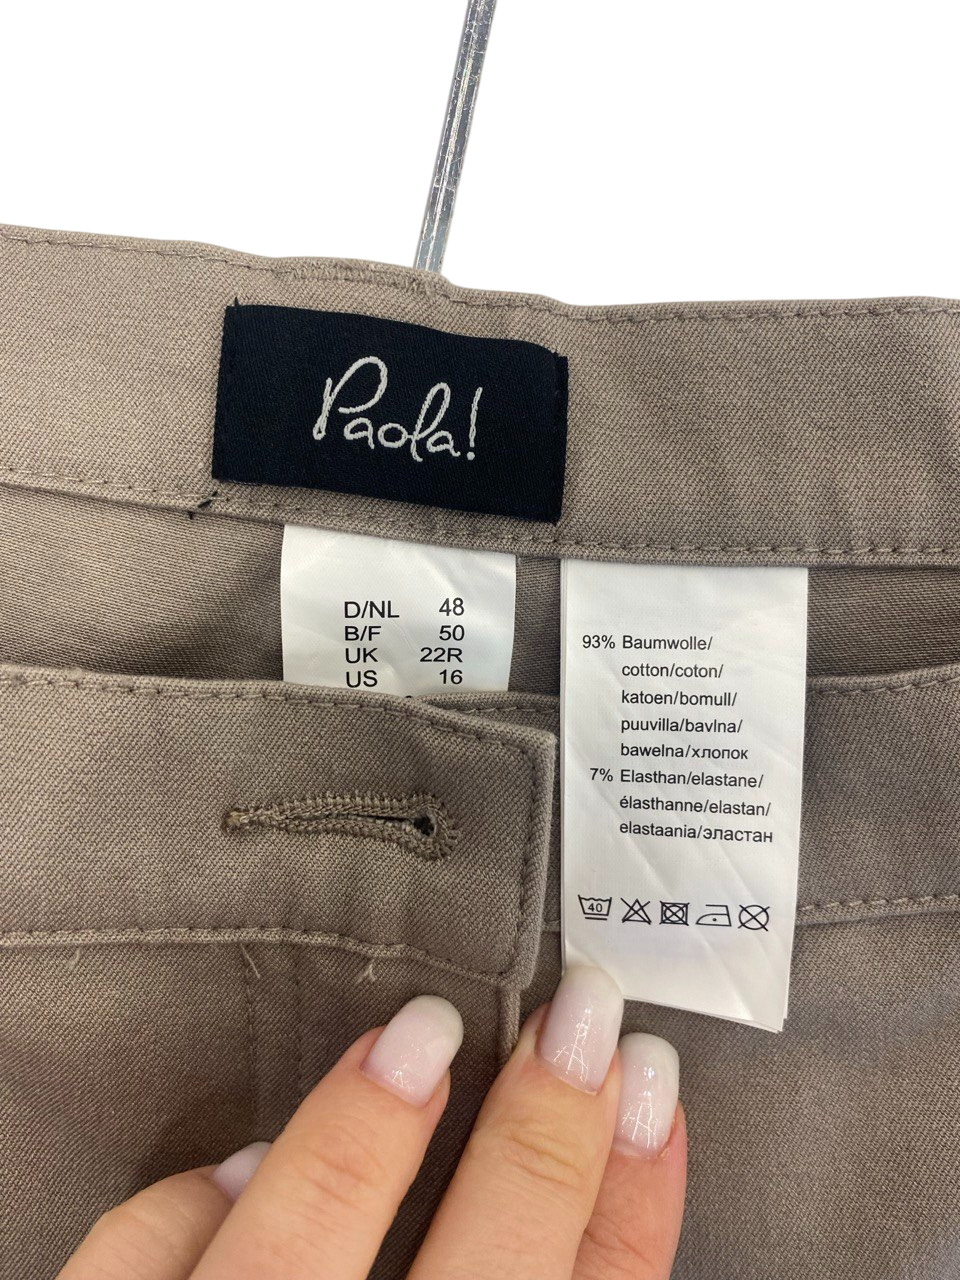 Paola!
D/NL 48
B/F 50
UK 22R
US 16
93% Baumwolle/
cotton/coton/
katoen/bomull/
puuvilla/bavlna/
bawelna/хлопок
7% Elasthan/elastane/
élasthanne/elastan/
elastaania/эластан
40